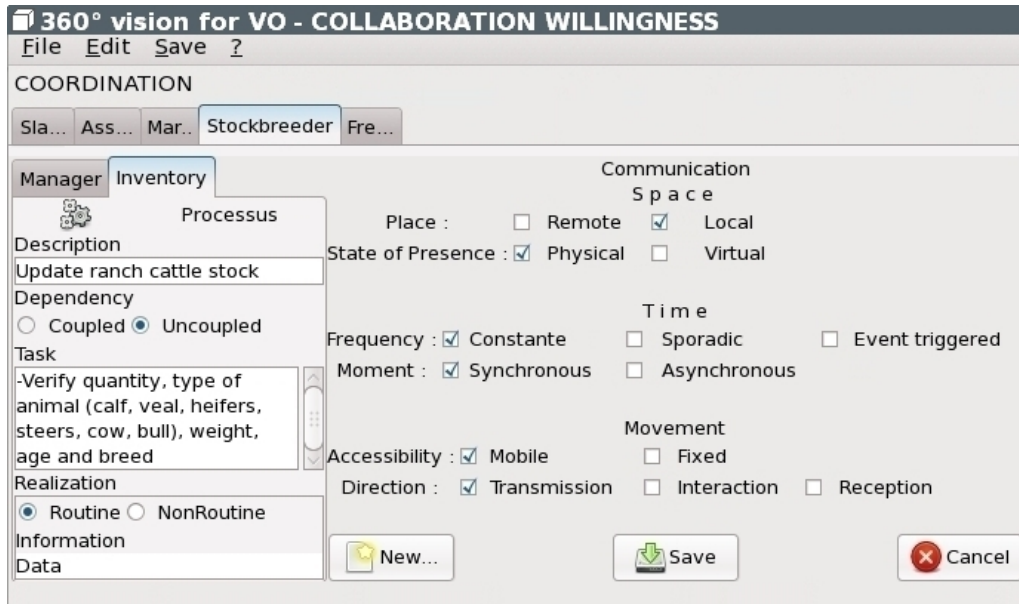 360° vision for VO - COLLABORATION WILLINGNESS
File Edit Save ?
COORDINATION
Sla... Ass... Mar.. Stockbreeder Fre...
Manager Inventory
Processus
Description
Update ranch cattle stock
Dependency
Coupled Uncoupled
Task
-Verify quantity, type of
animal (calf, veal, heifers,
steers, cow, bull), weight,
age and breed
Realization
Routine NonRoutine
Information
Data
Communication
Space
Place : Remote Local
State of Presence : Physical Virtual
Time
Frequency : Constante Sporadic Event triggered
Moment : Synchronous Asynchronous
Movement
Accessibility : Mobile Fixed
Direction : Transmission Interaction Reception
New... Save Cancel